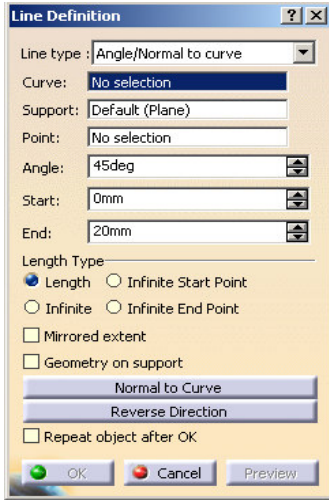 Line Definition
Line type : Angle/Normal to curve
Curve: No selection
Support: Default (Plane)
Point: No selection
Angle: 45deg
Start: 0mm
End: 20mm
Length Type
Length Infinite Start Point
Infinite Infinite End Point
Mirrored extent
Geometry on support
Normal to Curve
Reverse Direction
Repeat object after OK
OK Cancel Preview